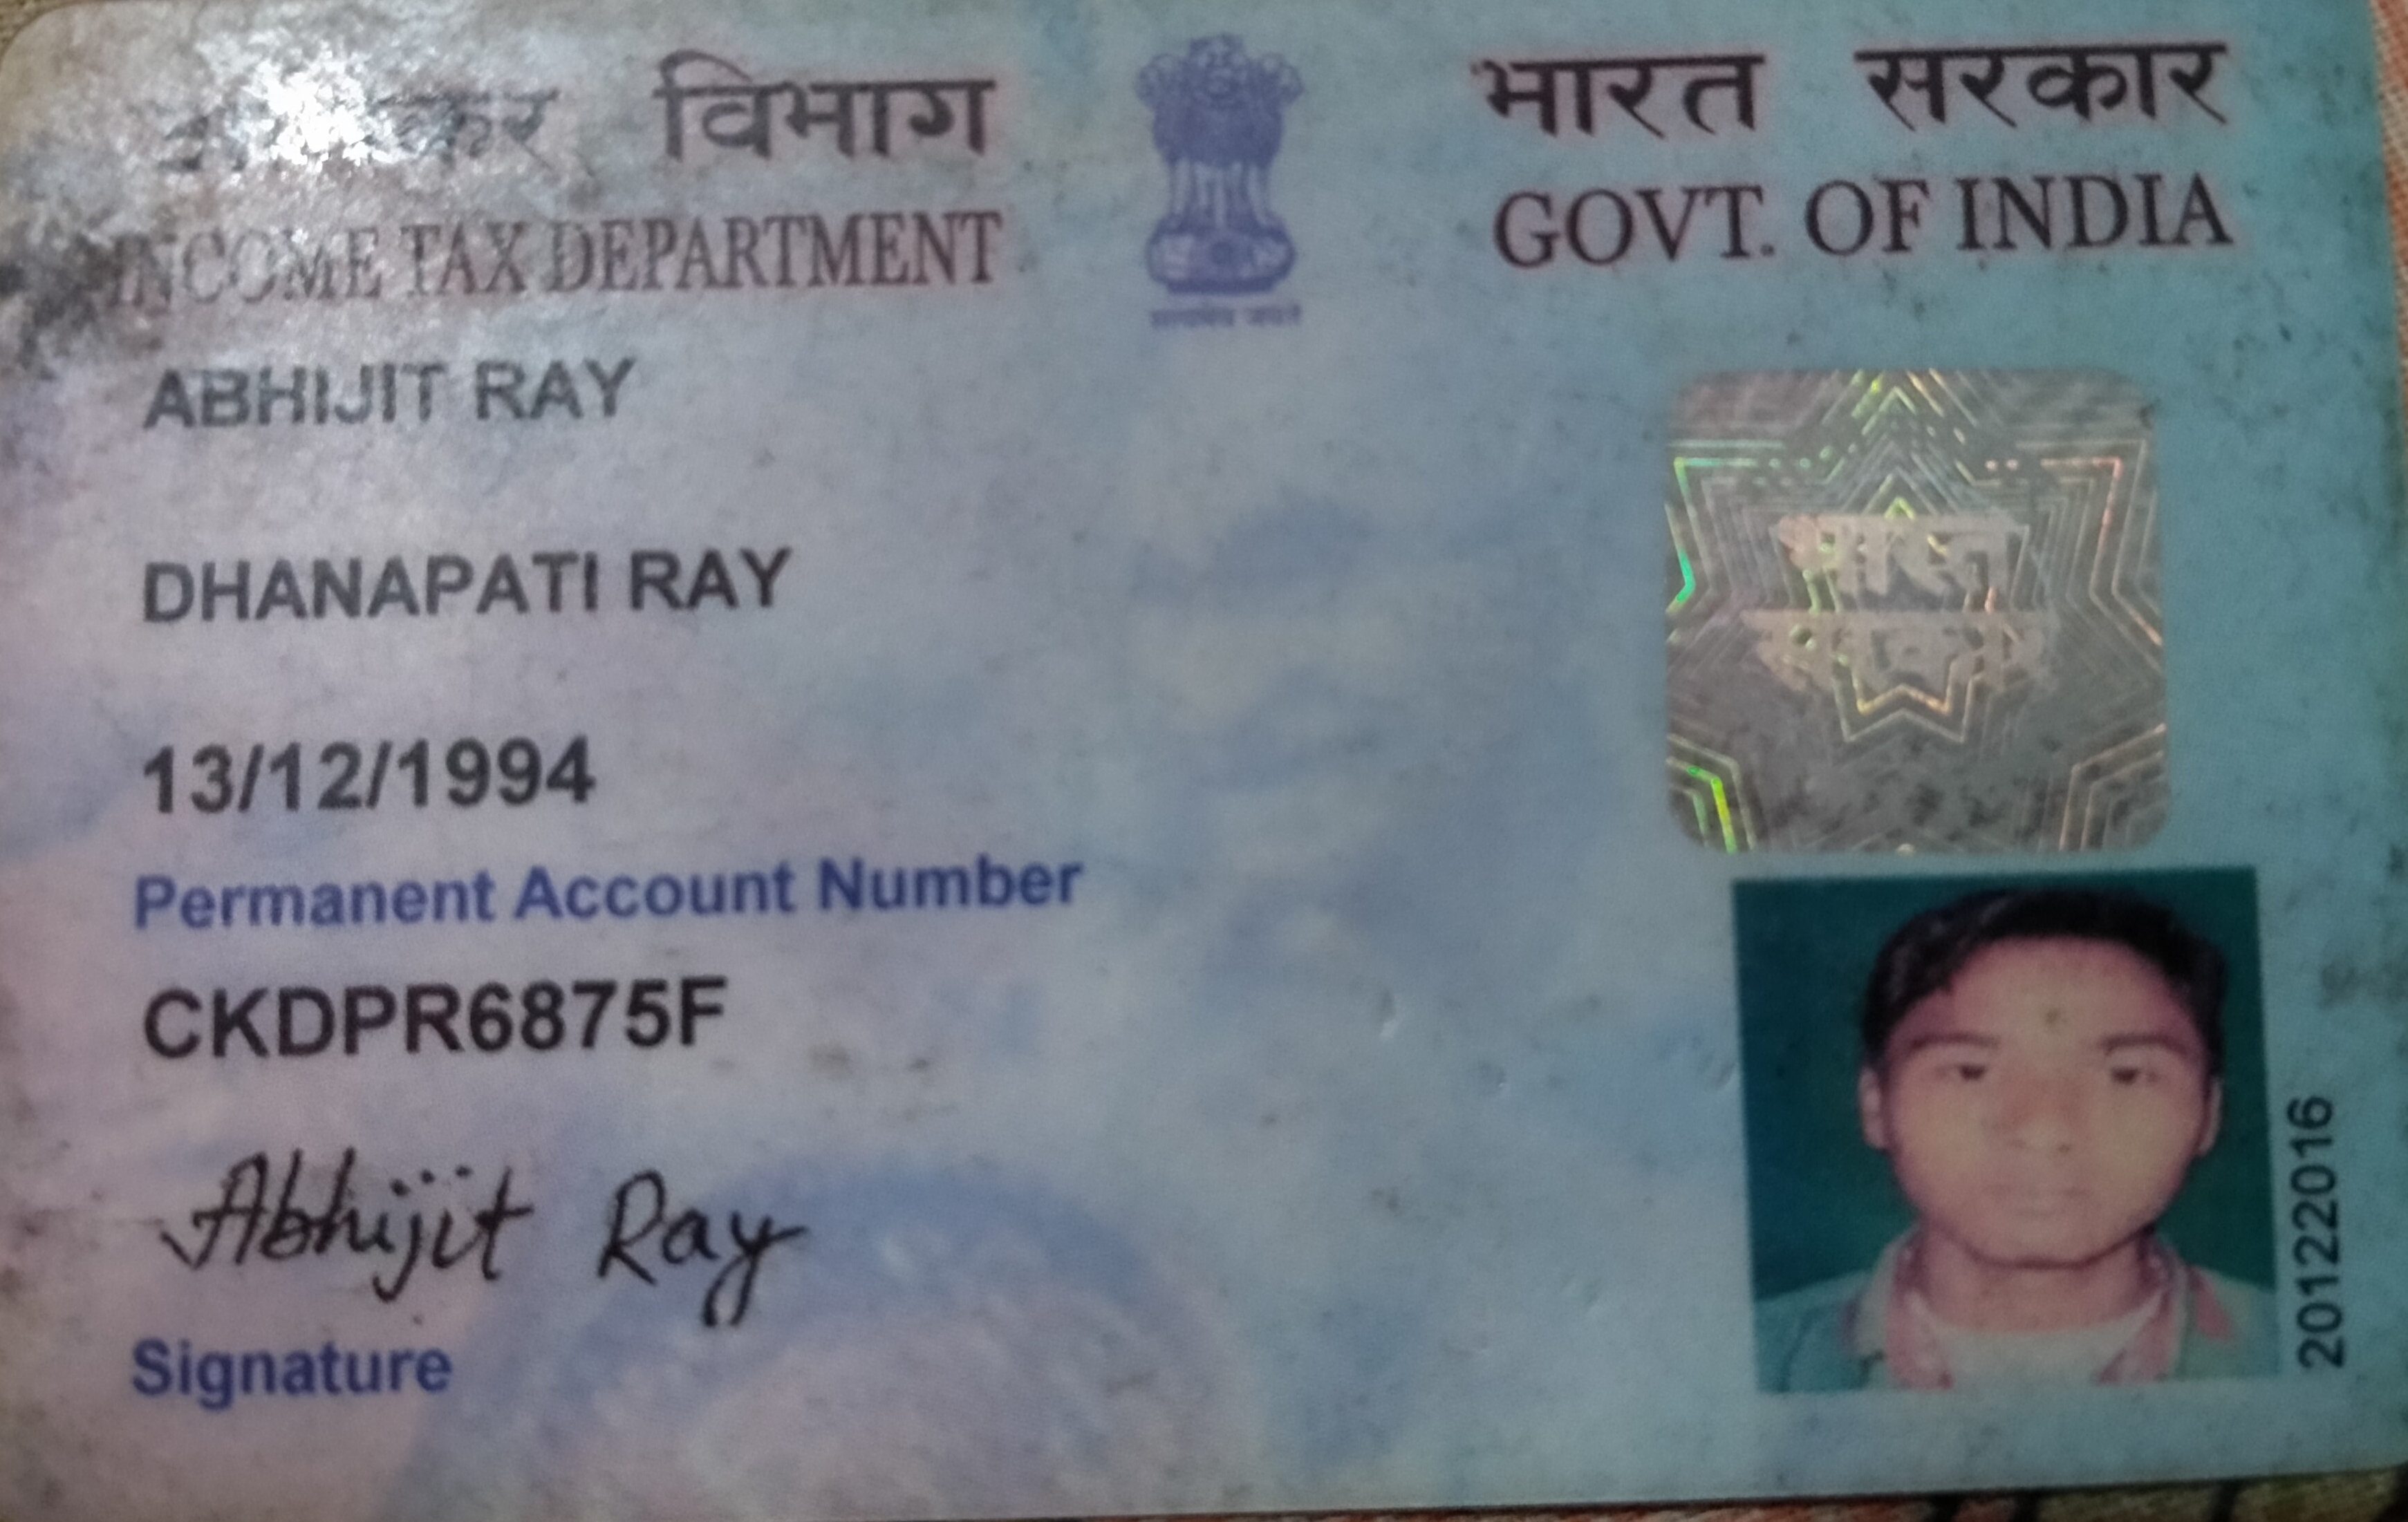 कर विभाग
INCOME TAX DEPARTMENT
सत्यमेव जयते
भारत सरकार
GOVT. OF INDIA
ABHIJIT RAY
DHANAPATI RAY
13/12/1994
Permanent Account Number
CKDPR6875F
Abhijit Ray
Signature
भारत
सरकार
20122016